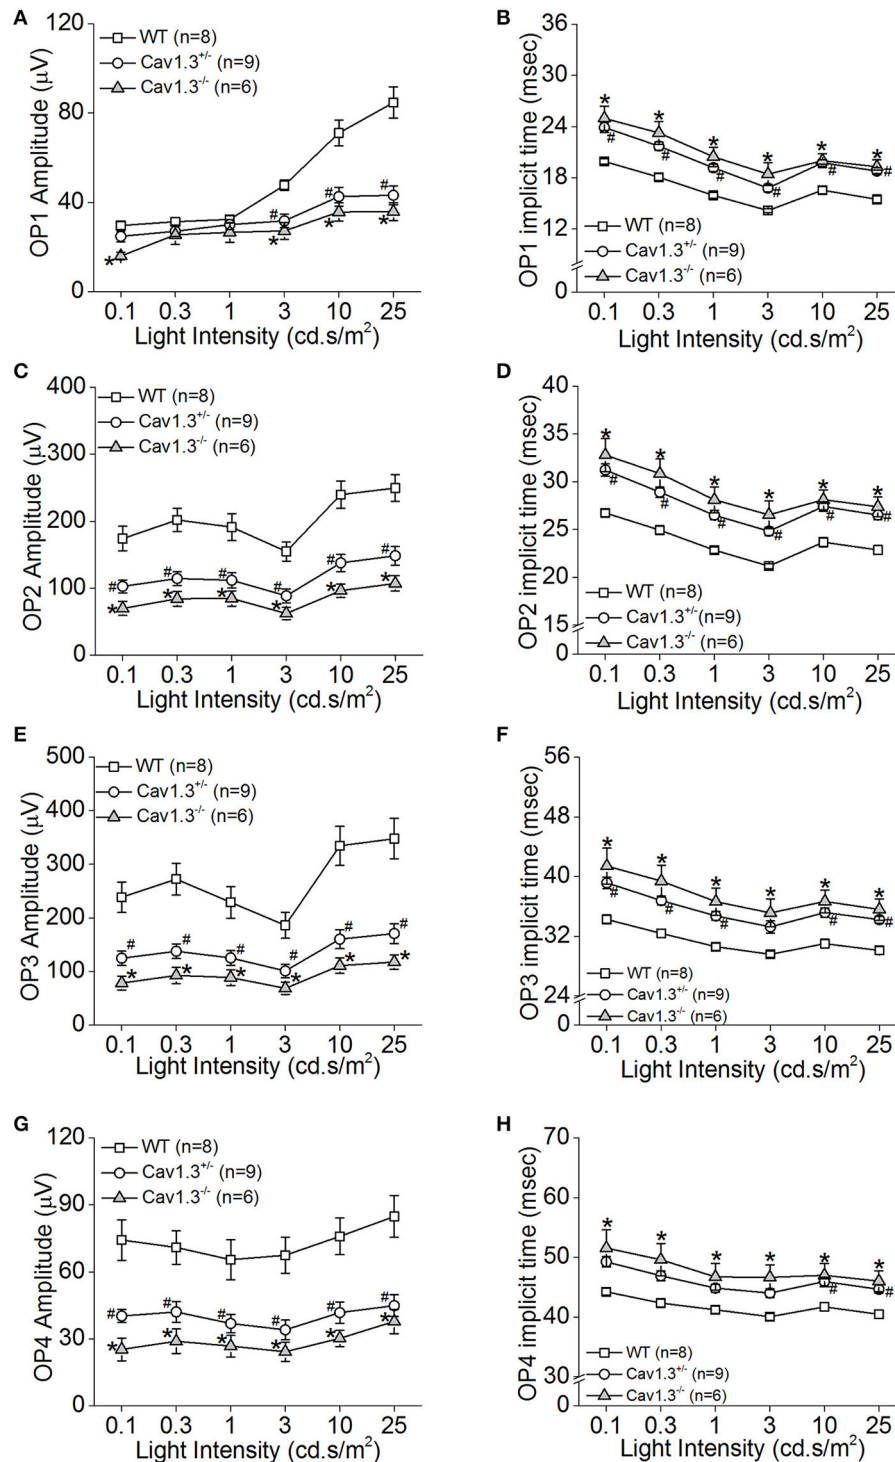 A
OP1 Amplitude (µV)
120
80
40
0
WT (n=8)
Cav1.3+/- (n=9)
Cav1.3-/- (n=6)
* # * # * # *
0.1 0.3 1 3 10 25
Light Intensity (cd.s/m2)
B
OP1 implicit time (msec)
36
30
24
18
12
0
* * * * * *
# # # # # #
WT (n=8)
Cav1.3+/- (n=9)
Cav1.3-/- (n=6)
0.1 0.3 1 3 10 25
Light Intensity (cd.s/m2)
C
OP2 Amplitude (µV)
400
300
200
100
0
WT (n=8)
Cav1.3+/- (n=9)
Cav1.3-/- (n=6)
# # # # # #
* * * * * *
0.1 0.3 1 3 10 25
Light Intensity (cd.s/m2)
D
OP2 implicit time (msec)
40
35
30
25
20
15
0
* * * * * *
# # # # # #
WT (n=8)
Cav1.3+/- (n=9)
Cav1.3-/- (n=6)
0.1 0.3 1 3 10 25
Light Intensity (cd.s/m2)
E
OP3 Amplitude (µV)
500
400
300
200
100
0
WT (n=8)
Cav1.3+/- (n=9)
Cav1.3-/- (n=6)
# # # # # #
* * * * * *
0.1 0.3 1 3 10 25
Light Intensity (cd.s/m2)
F
OP3 implicit time (msec)
56
48
40
32
24
0
* * * * * *
# # # # #
WT (n=8)
Cav1.3+/- (n=9)
Cav1.3-/- (n=6)
0.1 0.3 1 3 10 25
Light Intensity (cd.s/m2)
G
OP4 Amplitude (µV)
120
90
60
30
0
WT (n=8)
Cav1.3+/- (n=9)
Cav1.3-/- (n=6)
# # # # # #
* * * * * *
0.1 0.3 1 3 10 25
Light Intensity (cd.s/m2)
H
OP4 implicit time (msec)
70
60
50
40
30
0
* * * * * *
# #
WT (n=8)
Cav1.3+/- (n=9)
Cav1.3-/- (n=6)
0.1 0.3 1 3 10 25
Light Intensity (cd.s/m2)